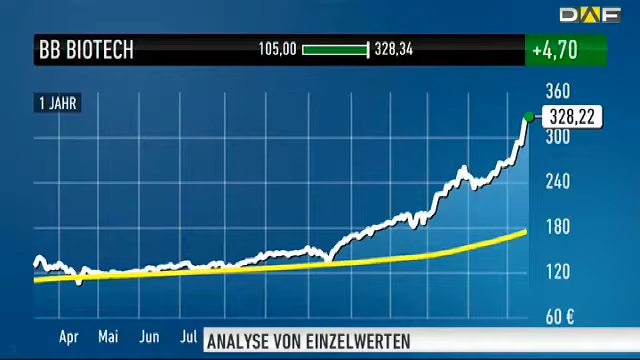 DAF
BB BIOTECH
105,00 328,34
+4,70
1 JAHR
360
328,22
300
240
180
120
60 €
Apr Mai Jun Jul
ANALYSE VON EINZELWERTEN